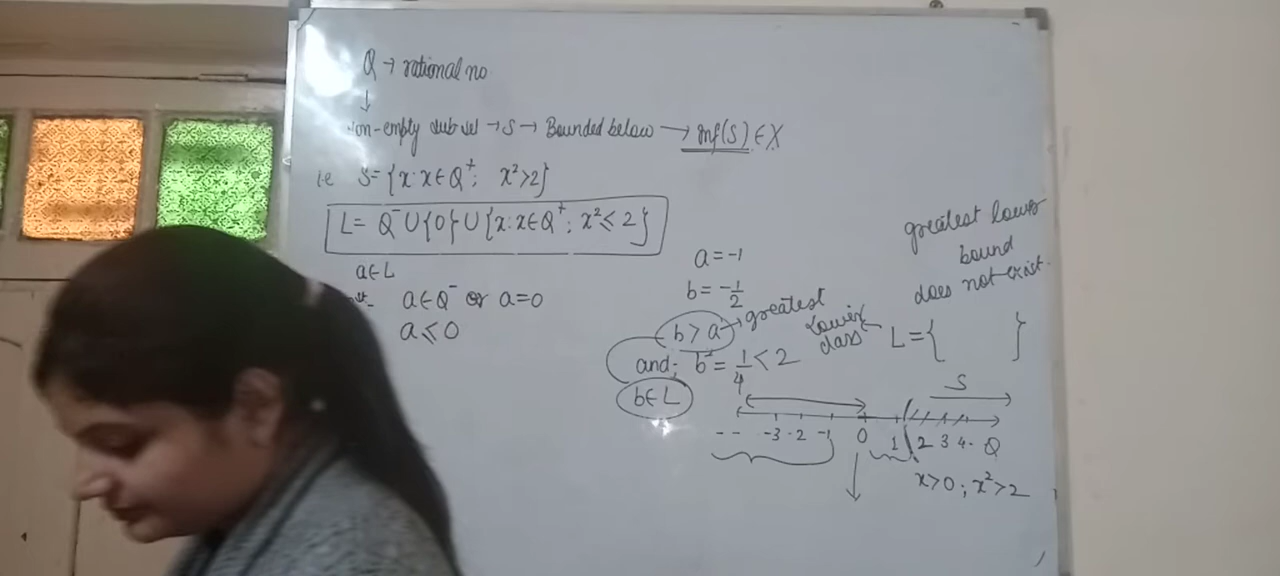 Q → rational no
↓
non-empty subset → S → Bounded below → inf(S) ∈ X
i.e S = {x: x ∈ Q⁺; x² > 2}
L = Q⁻ ∪ {0} ∪ {x: x ∈ Q⁺; x² ≤ 2}
a ∈ L
a ∈ Q⁻ or a = 0
a ≤ 0
a = -1
b = -1/2
b > a → greatest
and; b² = 1/4 < 2
b ∈ L
greatest lower
bound
does not exist.
lower
class
L = { }
S
-- -3 -2 -1 0 1 2 3 4 - Q
x > 0 ; x² > 2